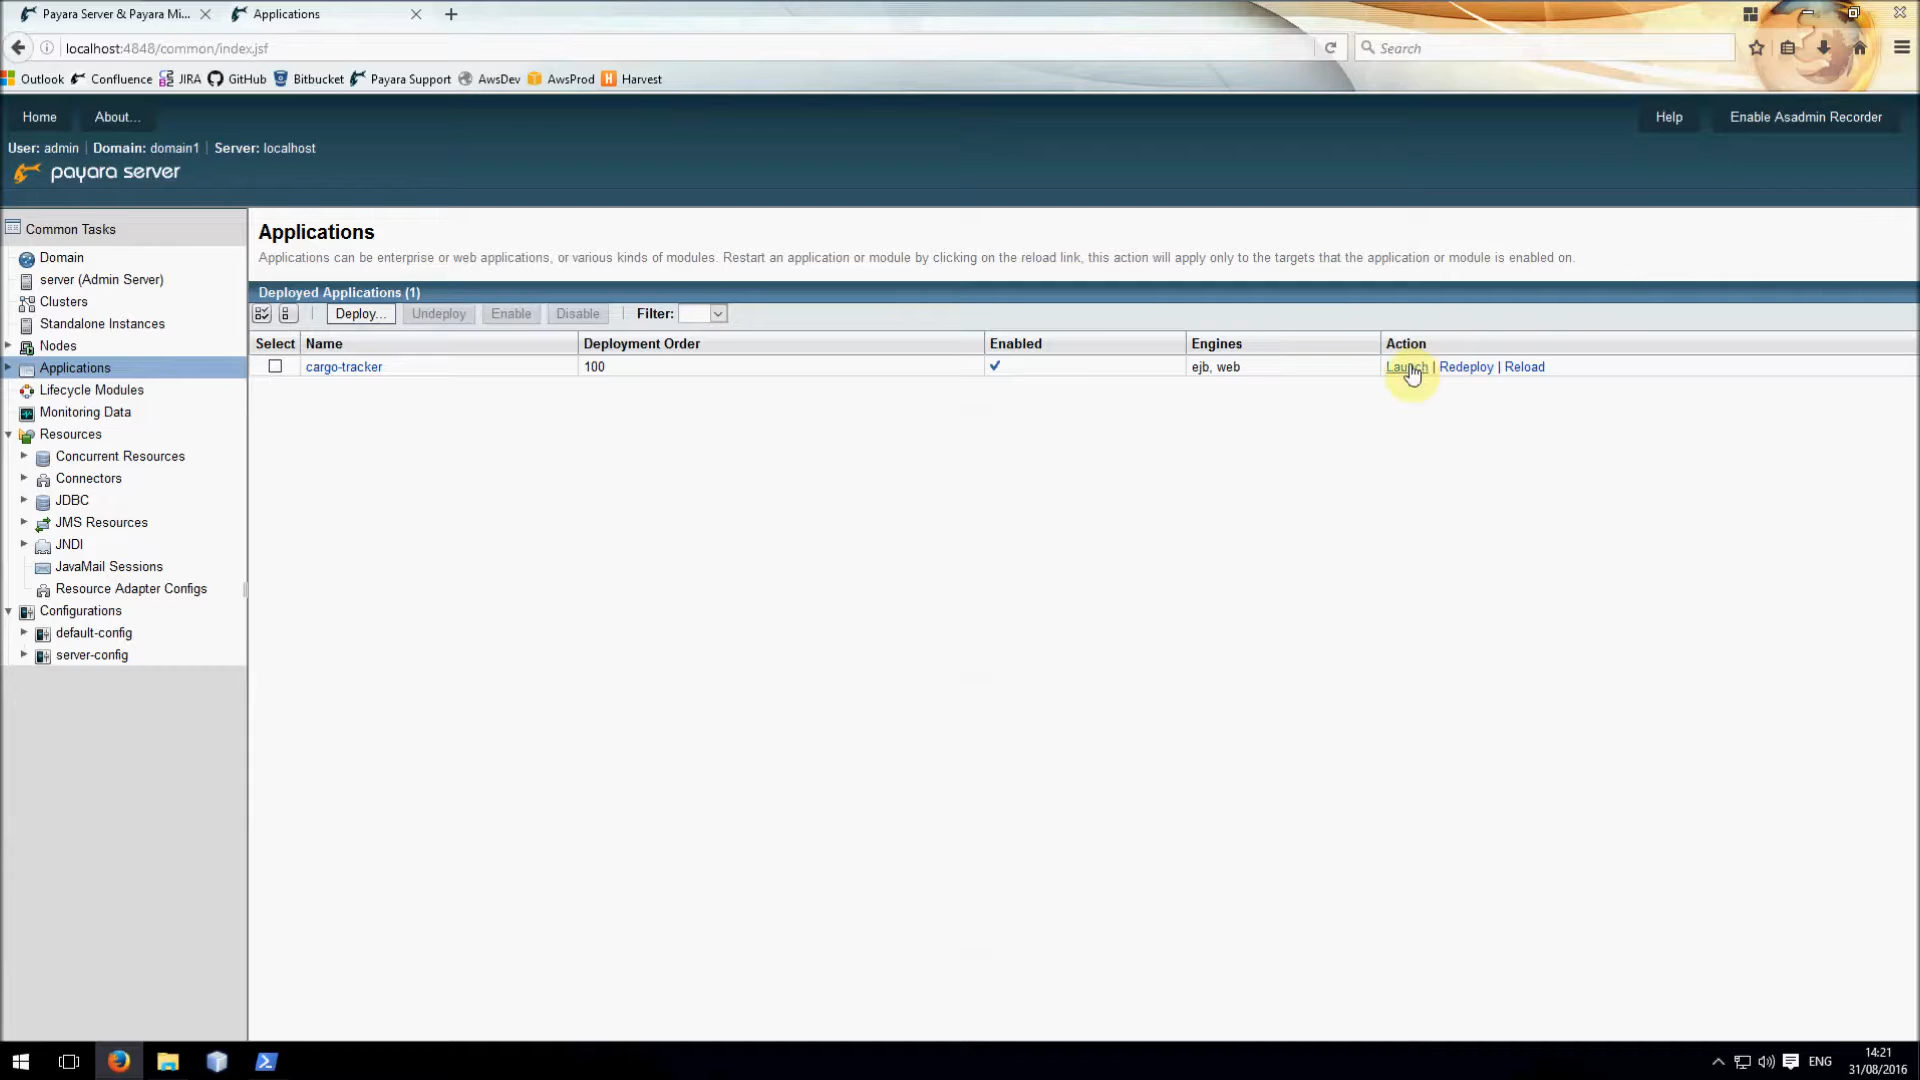 Payara Server & Payara Mi...
Applications
localhost:4848/common/index.jsf
Search
Outlook Confluence JIRA GitHub Bitbucket Payara Support AwsDev AwsProd Harvest
Home About... Help Enable Asadmin Recorder
User: admin Domain: domain1 Server: localhost
payara server
Common Tasks
Domain
server (Admin Server)
Clusters
Standalone Instances
Nodes
Applications
Lifecycle Modules
Monitoring Data
Resources
Concurrent Resources
Connectors
JDBC
JMS Resources
JNDI
JavaMail Sessions
Resource Adapter Configs
Configurations
default-config
server-config
Applications
Applications can be enterprise or web applications, or various kinds of modules. Restart an application or module by clicking on the reload link, this action will apply only to the targets that the application or module is enabled on.
Deployed Applications (1)
Deploy... Undeploy Enable Disable Filter:
Select Name Deployment Order Enabled Engines Action
cargo-tracker 100 ejb, web Launch | Redeploy | Reload
ENG
14:21
31/08/2016